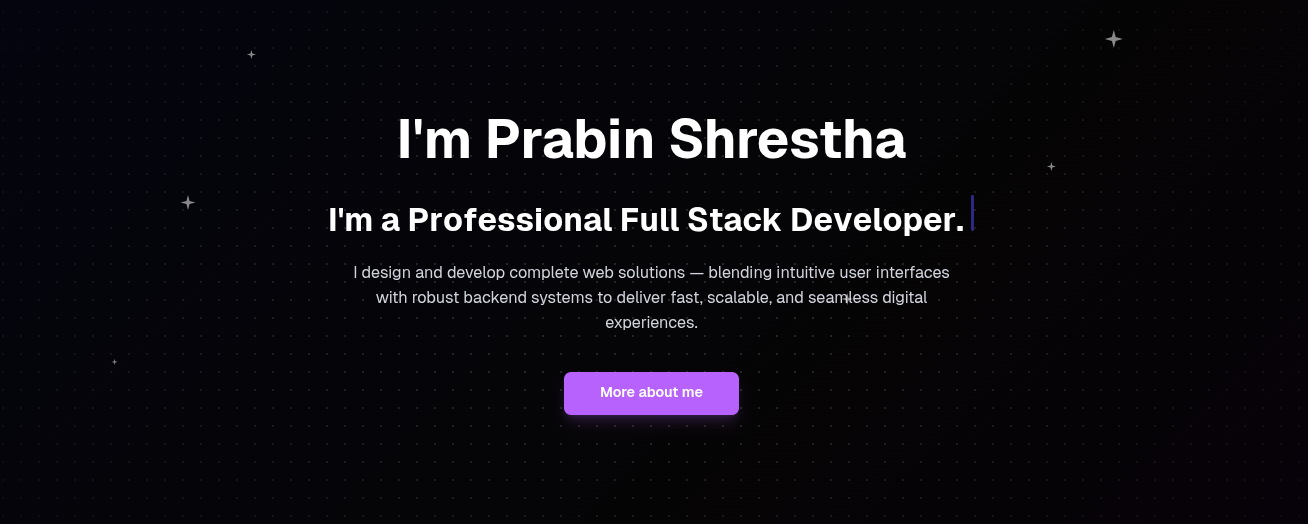 I'm Prabin Shrestha
I'm a Professional Full Stack Developer.
I design and develop complete web solutions — blending intuitive user interfaces
with robust backend systems to deliver fast, scalable, and seamless digital
experiences.
More about me